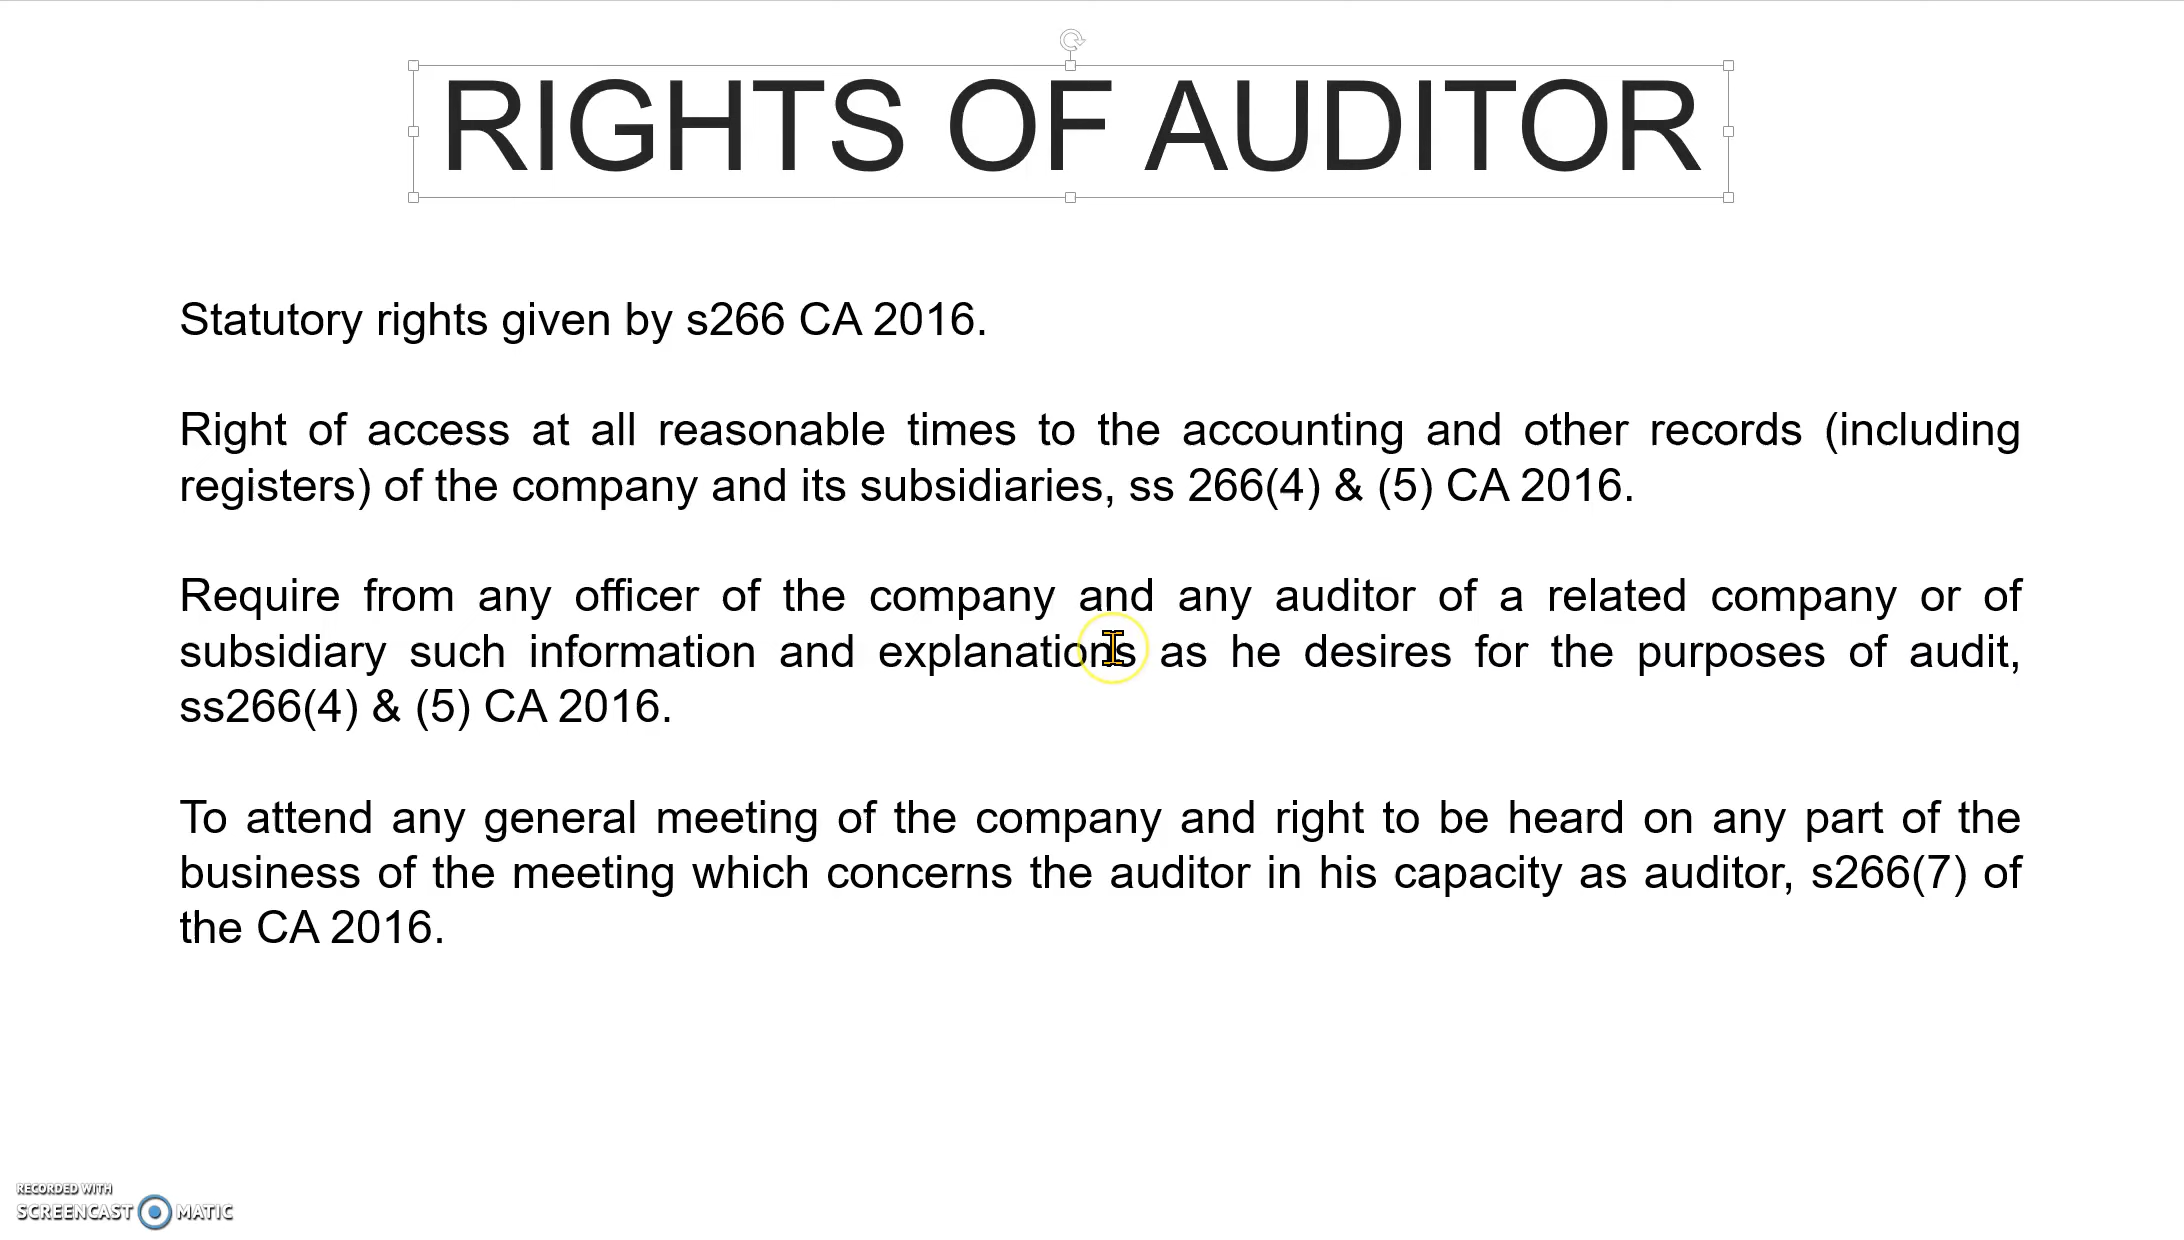 RIGHTS OF AUDITOR
Statutory rights given by s266 CA 2016.
Right of access at all reasonable times to the accounting and other records (including
registers) of the company and its subsidiaries, ss 266(4) & (5) CA 2016.
Require from any officer of the company and any auditor of a related company or of
subsidiary such information and explanations as he desires for the purposes of audit,
ss266(4) & (5) CA 2016.
To attend any general meeting of the company and right to be heard on any part of the
business of the meeting which concerns the auditor in his capacity as auditor, s266(7) of
the CA 2016.
RECORDED WITH
SCREENCAST MATIC